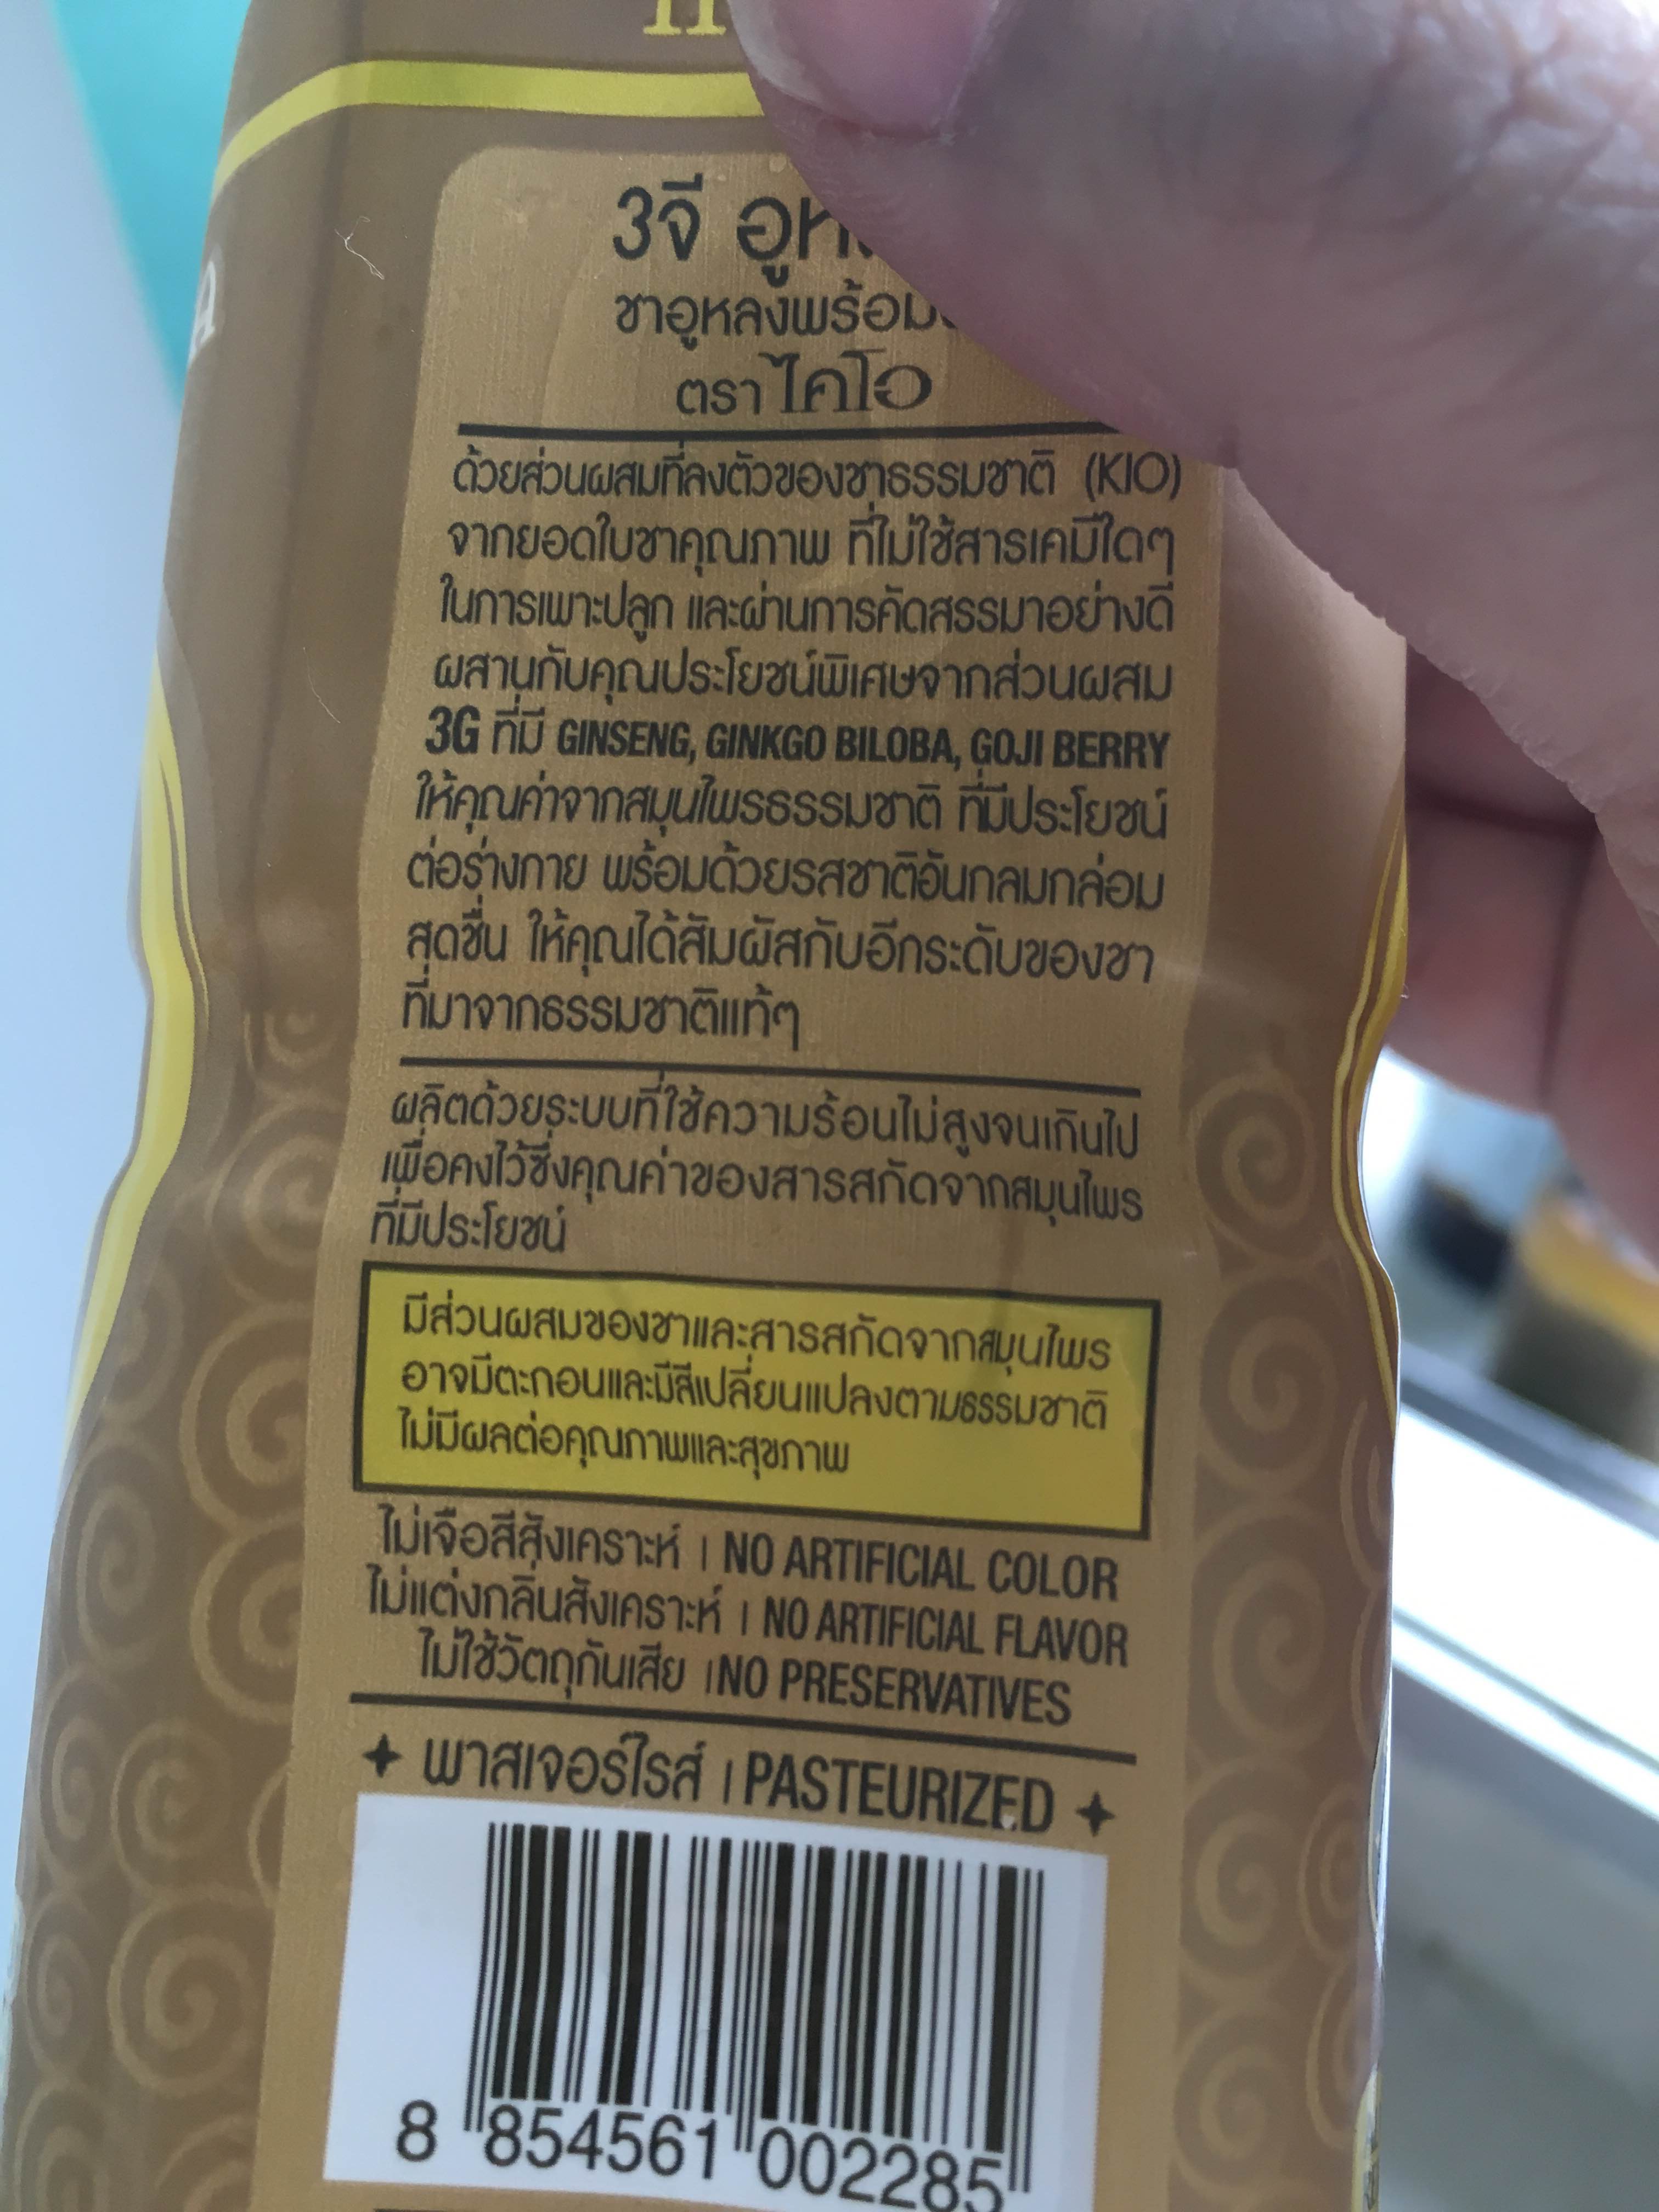 3จี
ชาอูหลงพร้อม
ตรา ไคโอ
ด้วยส่วนผสมที่ลงตัวของชาธรรมชาติ (KIO)
จากยอดใบชาคุณภาพ ที่ไม่ใช้สารเคมีใดๆ
ในการเพาะปลูก และผ่านการคัดสรรมาอย่างดี
ผสานกับคุณประโยชน์พิเศษจากส่วนผสม
3G ที่มี GINSENG, GINKGO BILOBA, GOJI BERRY
ให้คุณค่าจากสมุนไพรธรรมชาติ ที่มีประโยชน์
ต่อร่างกาย พร้อมด้วยรสชาติอันกลมกล่อม
สุดชื่น ให้คุณได้สัมผัสกับอีกระดับของชา
ที่มาจากธรรมชาติแท้ๆ
ผลิตด้วยระบบที่ใช้ความร้อนไม่สูงจนเกินไป
เพื่อคงไว้ซึ่งคุณค่าของสารสกัดจากสมุนไพร
ที่มีประโยชน์
มีส่วนผสมของชาและสารสกัดจากสมุนไพร
อาจมีตะกอนและมีสีเปลี่ยนแปลงตามธรรมชาติ
ไม่มีผลต่อคุณภาพและสุขภาพ
ไม่เจือสีสังเคราะห์ | NO ARTIFICIAL COLOR
ไม่แต่งกลิ่นสังเคราะห์ | NO ARTIFICIAL FLAVOR
ไม่ใช้วัตถุกันเสีย | NO PRESERVATIVES
พาสเจอร์ไรส์ | PASTEURIZED
8 854561 002285